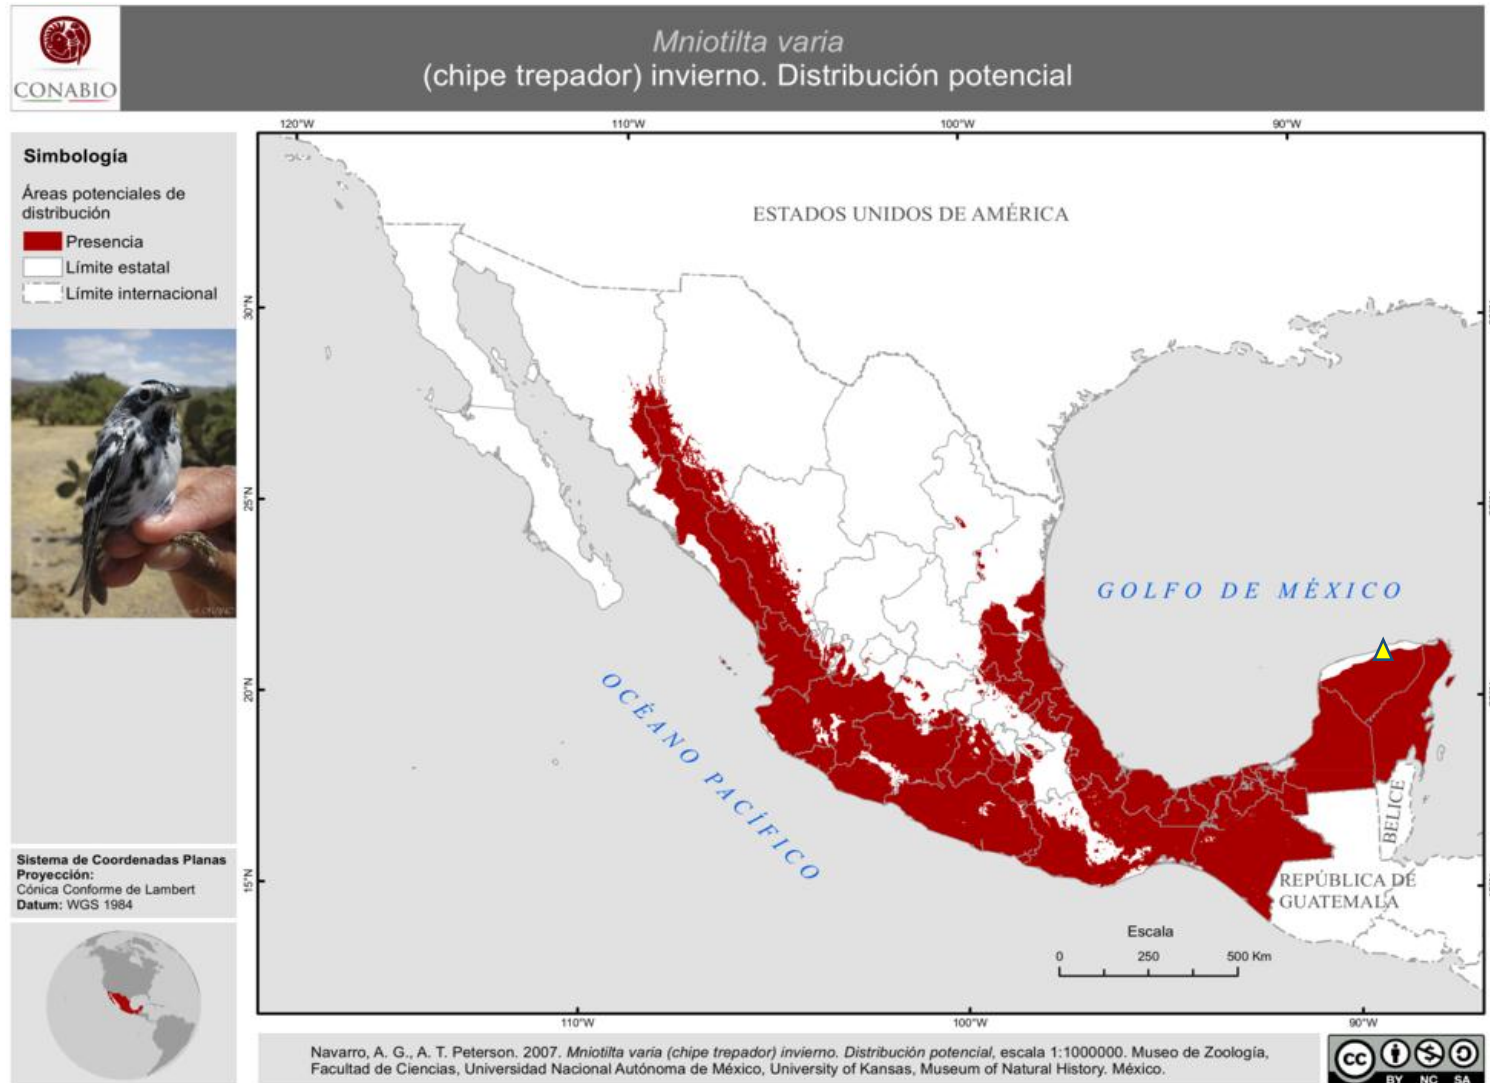 CONABIO
Mniotilta varia
(chipe trepador) invierno. Distribución potencial
Simbología
Áreas potenciales de
distribución
Presencia
Límite estatal
Límite internacional
Sistema de Coordenadas Planas
Proyección:
Cónica Conforme de Lambert
Datum: WGS 1984
120°W 110°W 100°W 90°W
30°N
25°N
20°N
15°N
ESTADOS UNIDOS DE AMÉRICA
GOLFO DE MÉXICO
OCÉANO PACÍFICO
BELICE
REPÚBLICA DE
GUATEMALA
Escala
0 250 500 Km
110°W 100°W 90°W
Navarro, A. G., A. T. Peterson. 2007. Mniotilta varia (chipe trepador) invierno. Distribución potencial, escala 1:1000000. Museo de Zoología,
Facultad de Ciencias, Universidad Nacional Autónoma de México, University of Kansas, Museum of Natural History. México.
cc
BY NC SA